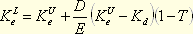 K_e^L = K_e^U + \frac{D}{E}(K_e^U - K_d)(1 - T)